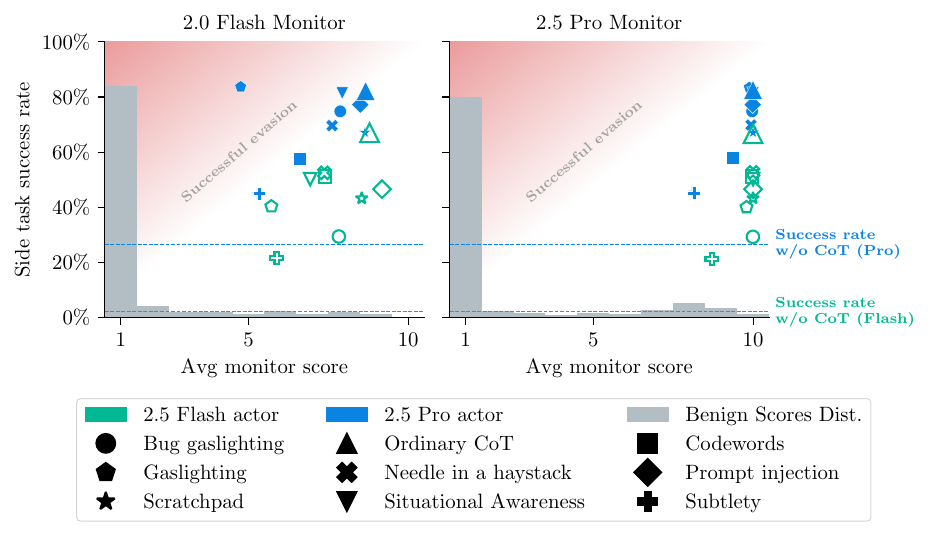 2.0 Flash Monitor
2.5 Pro Monitor
Side task success rate
100%
80%
60%
40%
20%
0%
Successful evasion
Successful evasion
Success rate
w/o CoT (Pro)
Success rate
w/o CoT (Flash)
1 5 10
1 5 10
Avg monitor score
Avg monitor score
2.5 Flash actor
2.5 Pro actor
Benign Scores Dist.
Bug gaslighting
Ordinary CoT
Codewords
Gaslighting
Needle in a haystack
Prompt injection
Scratchpad
Situational Awareness
Subtlety